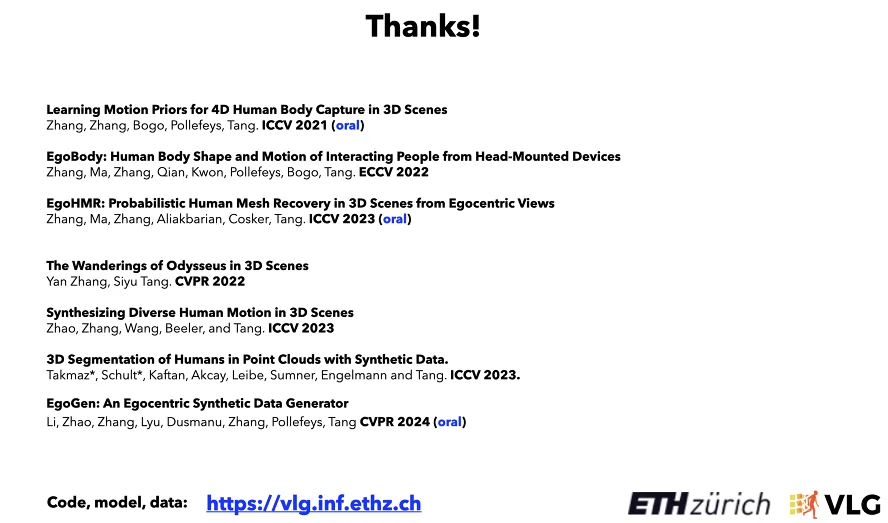 Thanks!
Learning Motion Priors for 4D Human Body Capture in 3D Scenes
Zhang, Zhang, Bogo, Pollefeys, Tang. ICCV 2021 (oral)
EgoBody: Human Body Shape and Motion of Interacting People from Head-Mounted Devices
Zhang, Ma, Zhang, Qian, Kwon, Pollefeys, Bogo, Tang. ECCV 2022
EgoHMR: Probabilistic Human Mesh Recovery in 3D Scenes from Egocentric Views
Zhang, Ma, Zhang, Aliakbarian, Cosker, Tang. ICCV 2023 (oral)
The Wanderings of Odysseus in 3D Scenes
Yan Zhang, Siyu Tang. CVPR 2022
Synthesizing Diverse Human Motion in 3D Scenes
Zhao, Zhang, Wang, Beeler, and Tang. ICCV 2023
3D Segmentation of Humans in Point Clouds with Synthetic Data.
Takmaz*, Schult*, Kaftan, Akcay, Leibe, Sumner, Engelmann and Tang. ICCV 2023.
EgoGen: An Egocentric Synthetic Data Generator
Li, Zhao, Zhang, Lyu, Dusmanu, Zhang, Pollefeys, Tang CVPR 2024 (oral)
Code, model, data: https://vlg.inf.ethz.ch
ETH zürich VLG